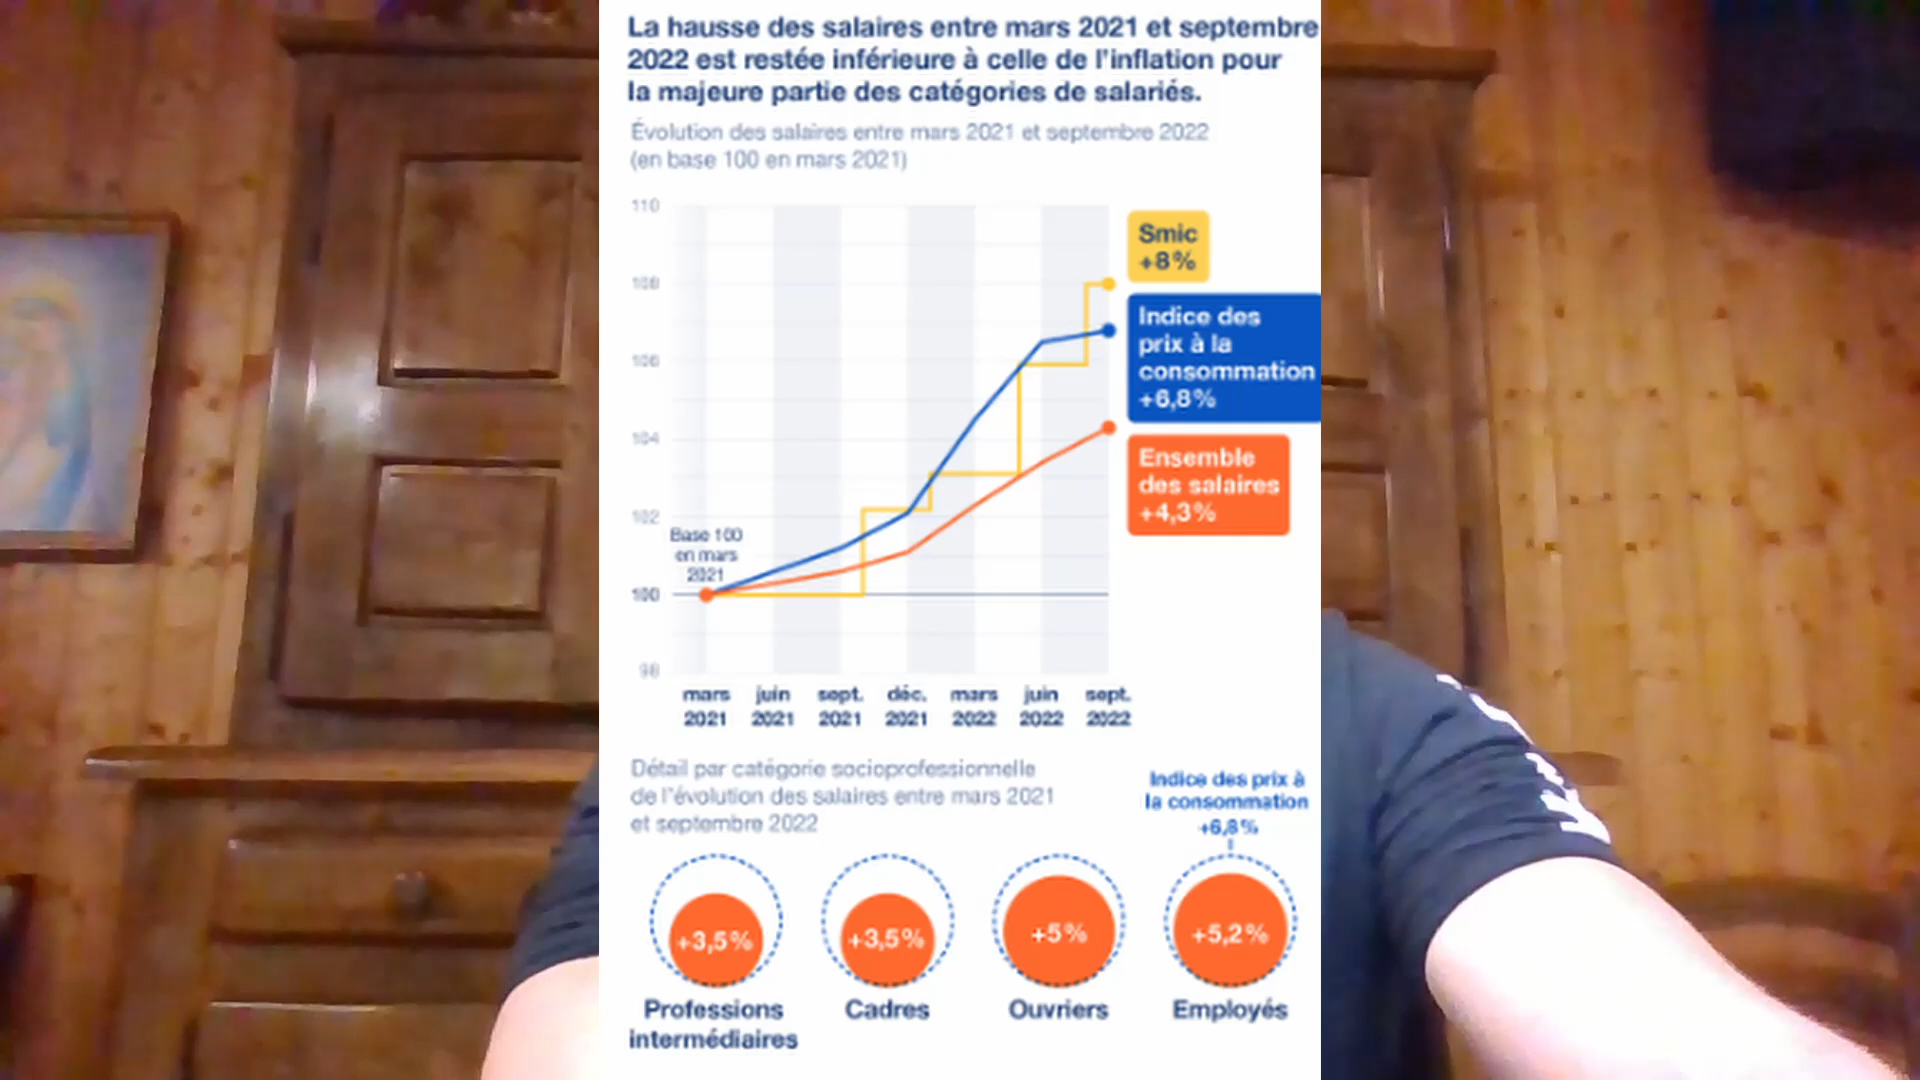 La hausse des salaires entre mars 2021 et septembre
2022 est restée inférieure à celle de l'inflation pour
la majeure partie des catégories de salariés.
Évolution des salaires entre mars 2021 et septembre 2022
(en base 100 en mars 2021)
110
108
106
104
102
100
98
Base 100
en mars
2021
Smic
+8%
Indice des
prix à la
consommation
+6,8%
Ensemble
des salaires
+4,3%
mars juin sept. déc. mars juin sept.
2021 2021 2021 2021 2022 2022 2022
Détail par catégorie socioprofessionnelle
de l'évolution des salaires entre mars 2021
et septembre 2022
Indice des prix à
la consommation
+6,8%
+3,5% +3,5% +5% +5,2%
Professions Cadres Ouvriers Employés
intermédiaires